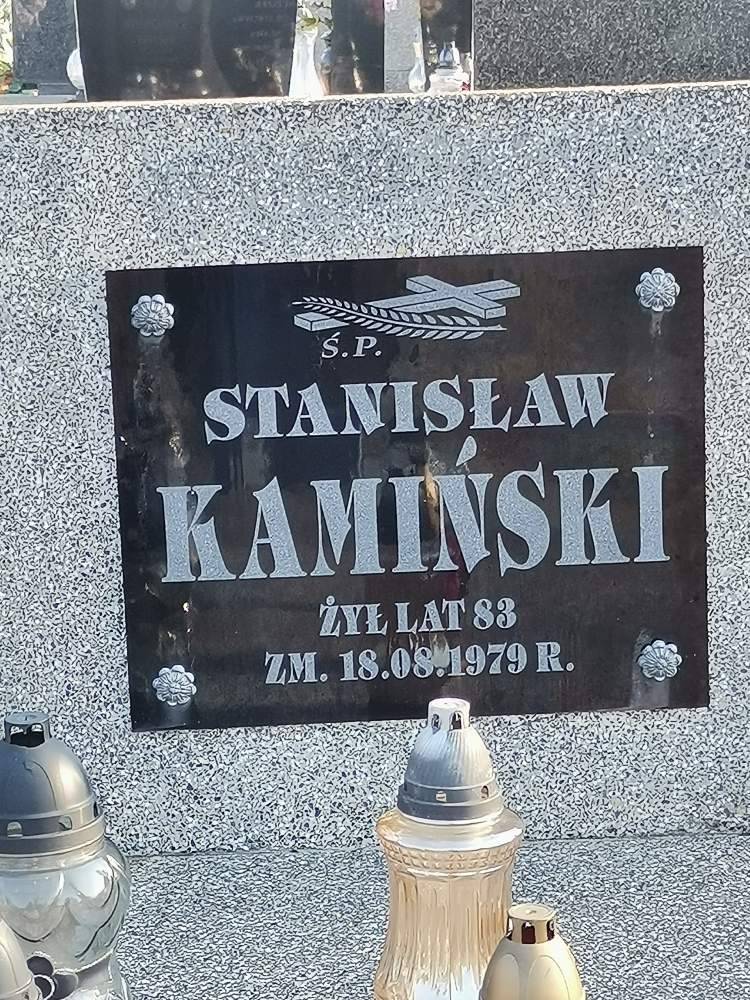 Ś.P.
STANISŁAW
KAMIŃSKI
ŻYŁ LAT 83
ZM. 18.08.1979 R.